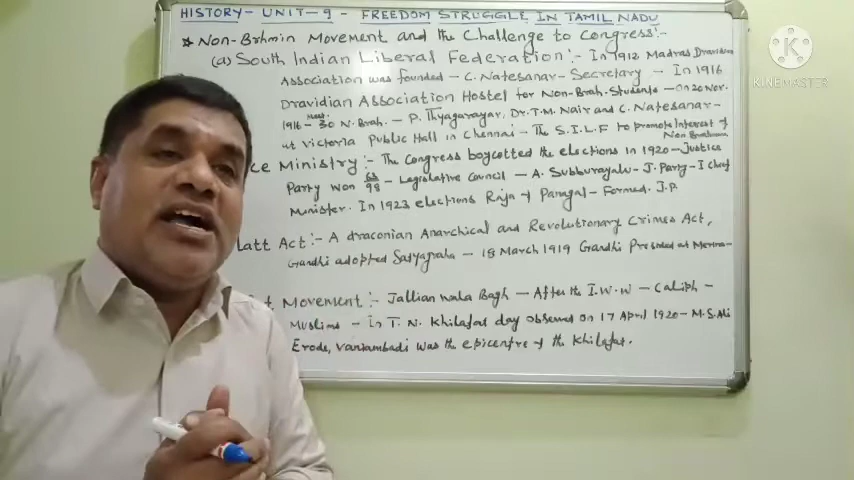 HISTORY- UNIT-9 - FREEDOM STRUGGLE IN TAMIL NADU
* Non-Brhmin Movement and the Challenge to Congress:-
(a) South Indian Liberal Federation:- In 1912 Madras Dravidian
Association was founded - C. Natesanar - Secretary - In 1916
Dravidian Association Hostel for Non-Brah. Students - on 20 Nov.
1916 - 30 N. Brah. - P. Thyagarayar, Dr. T.M. Nair and C. Natesanar -
at Victoria Public Hall in Chennai - The S.I.L.F to promote Interest of
Non Brahmins
ce Ministry:- The Congress boycotted the elections in 1920 - Justice
Party won 63/98 - Legislative Council - A. Subburayalu - J. Party - I Chief
Minister. In 1923 elections Raja of Panagal - Formed. J.P
latt Act:- A draconian Anarchical and Revolutionary Crimes Act,
Gandhi adopted Satyagraha - 18 March 1919 Gandhi at Merina -
t Movement:- Jallian wala Bagh - After the I.W.W - Caliph -
Muslims - In T.N. Khilafat day observed on 17 April 1920 - M.S. Ali
Erode, Vaniambadi was the epicentre of the Khilafat.
KINEMASTER